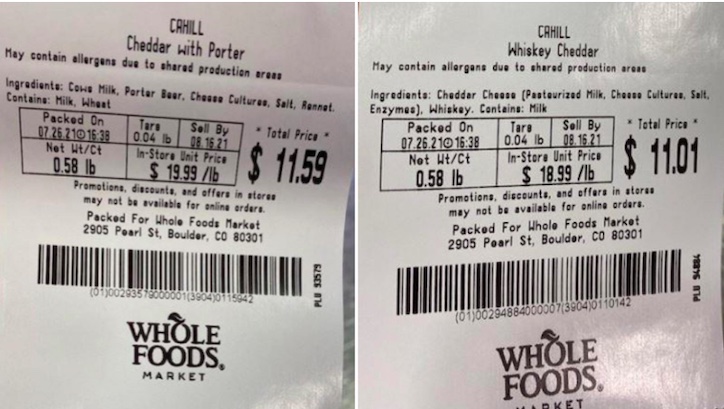 CAHILL
Cheddar with Porter
May contain allergens due to shared production areas
Ingredients: Cows Milk, Porter Beer, Cheese Cultures, Salt, Rennet.
Contains: Milk, Wheat
Packed On
07.26.21 16:38
Tare
0.04 lb
Sell By
08.16.21
* Total Price *
$ 11.59
Net Wt/Ct
0.58 lb
In-Store Unit Price
$ 19.99 /lb
Promotions, discounts, and offers in stores
may not be available for online orders.
Packed For Whole Foods Market
2905 Pearl St, Boulder, CO 80301
PLU 93579
(01)00293579000001(3904)0115942
WHOLE
FOODS®
MARKET
CAHILL
Whiskey Cheddar
May contain allergens due to shared production areas
Ingredients: Cheddar Cheese (Pasteurized Milk, Cheese Cultures, Salt,
Enzymes), Whiskey. Contains: Milk
Packed On
07.26.21 16:38
Tare
0.04 lb
Sell By
08.16.21
* Total Price *
$ 11.01
Net Wt/Ct
0.58 lb
In-Store Unit Price
$ 18.99 /lb
Promotions, discounts, and offers in stores
may not be available for online orders.
Packed For Whole Foods Market
2905 Pearl St, Boulder, CO 80301
PLU 94884
(01)00294884000007(3904)0110142
WHOLE
FOODS®
MARKET